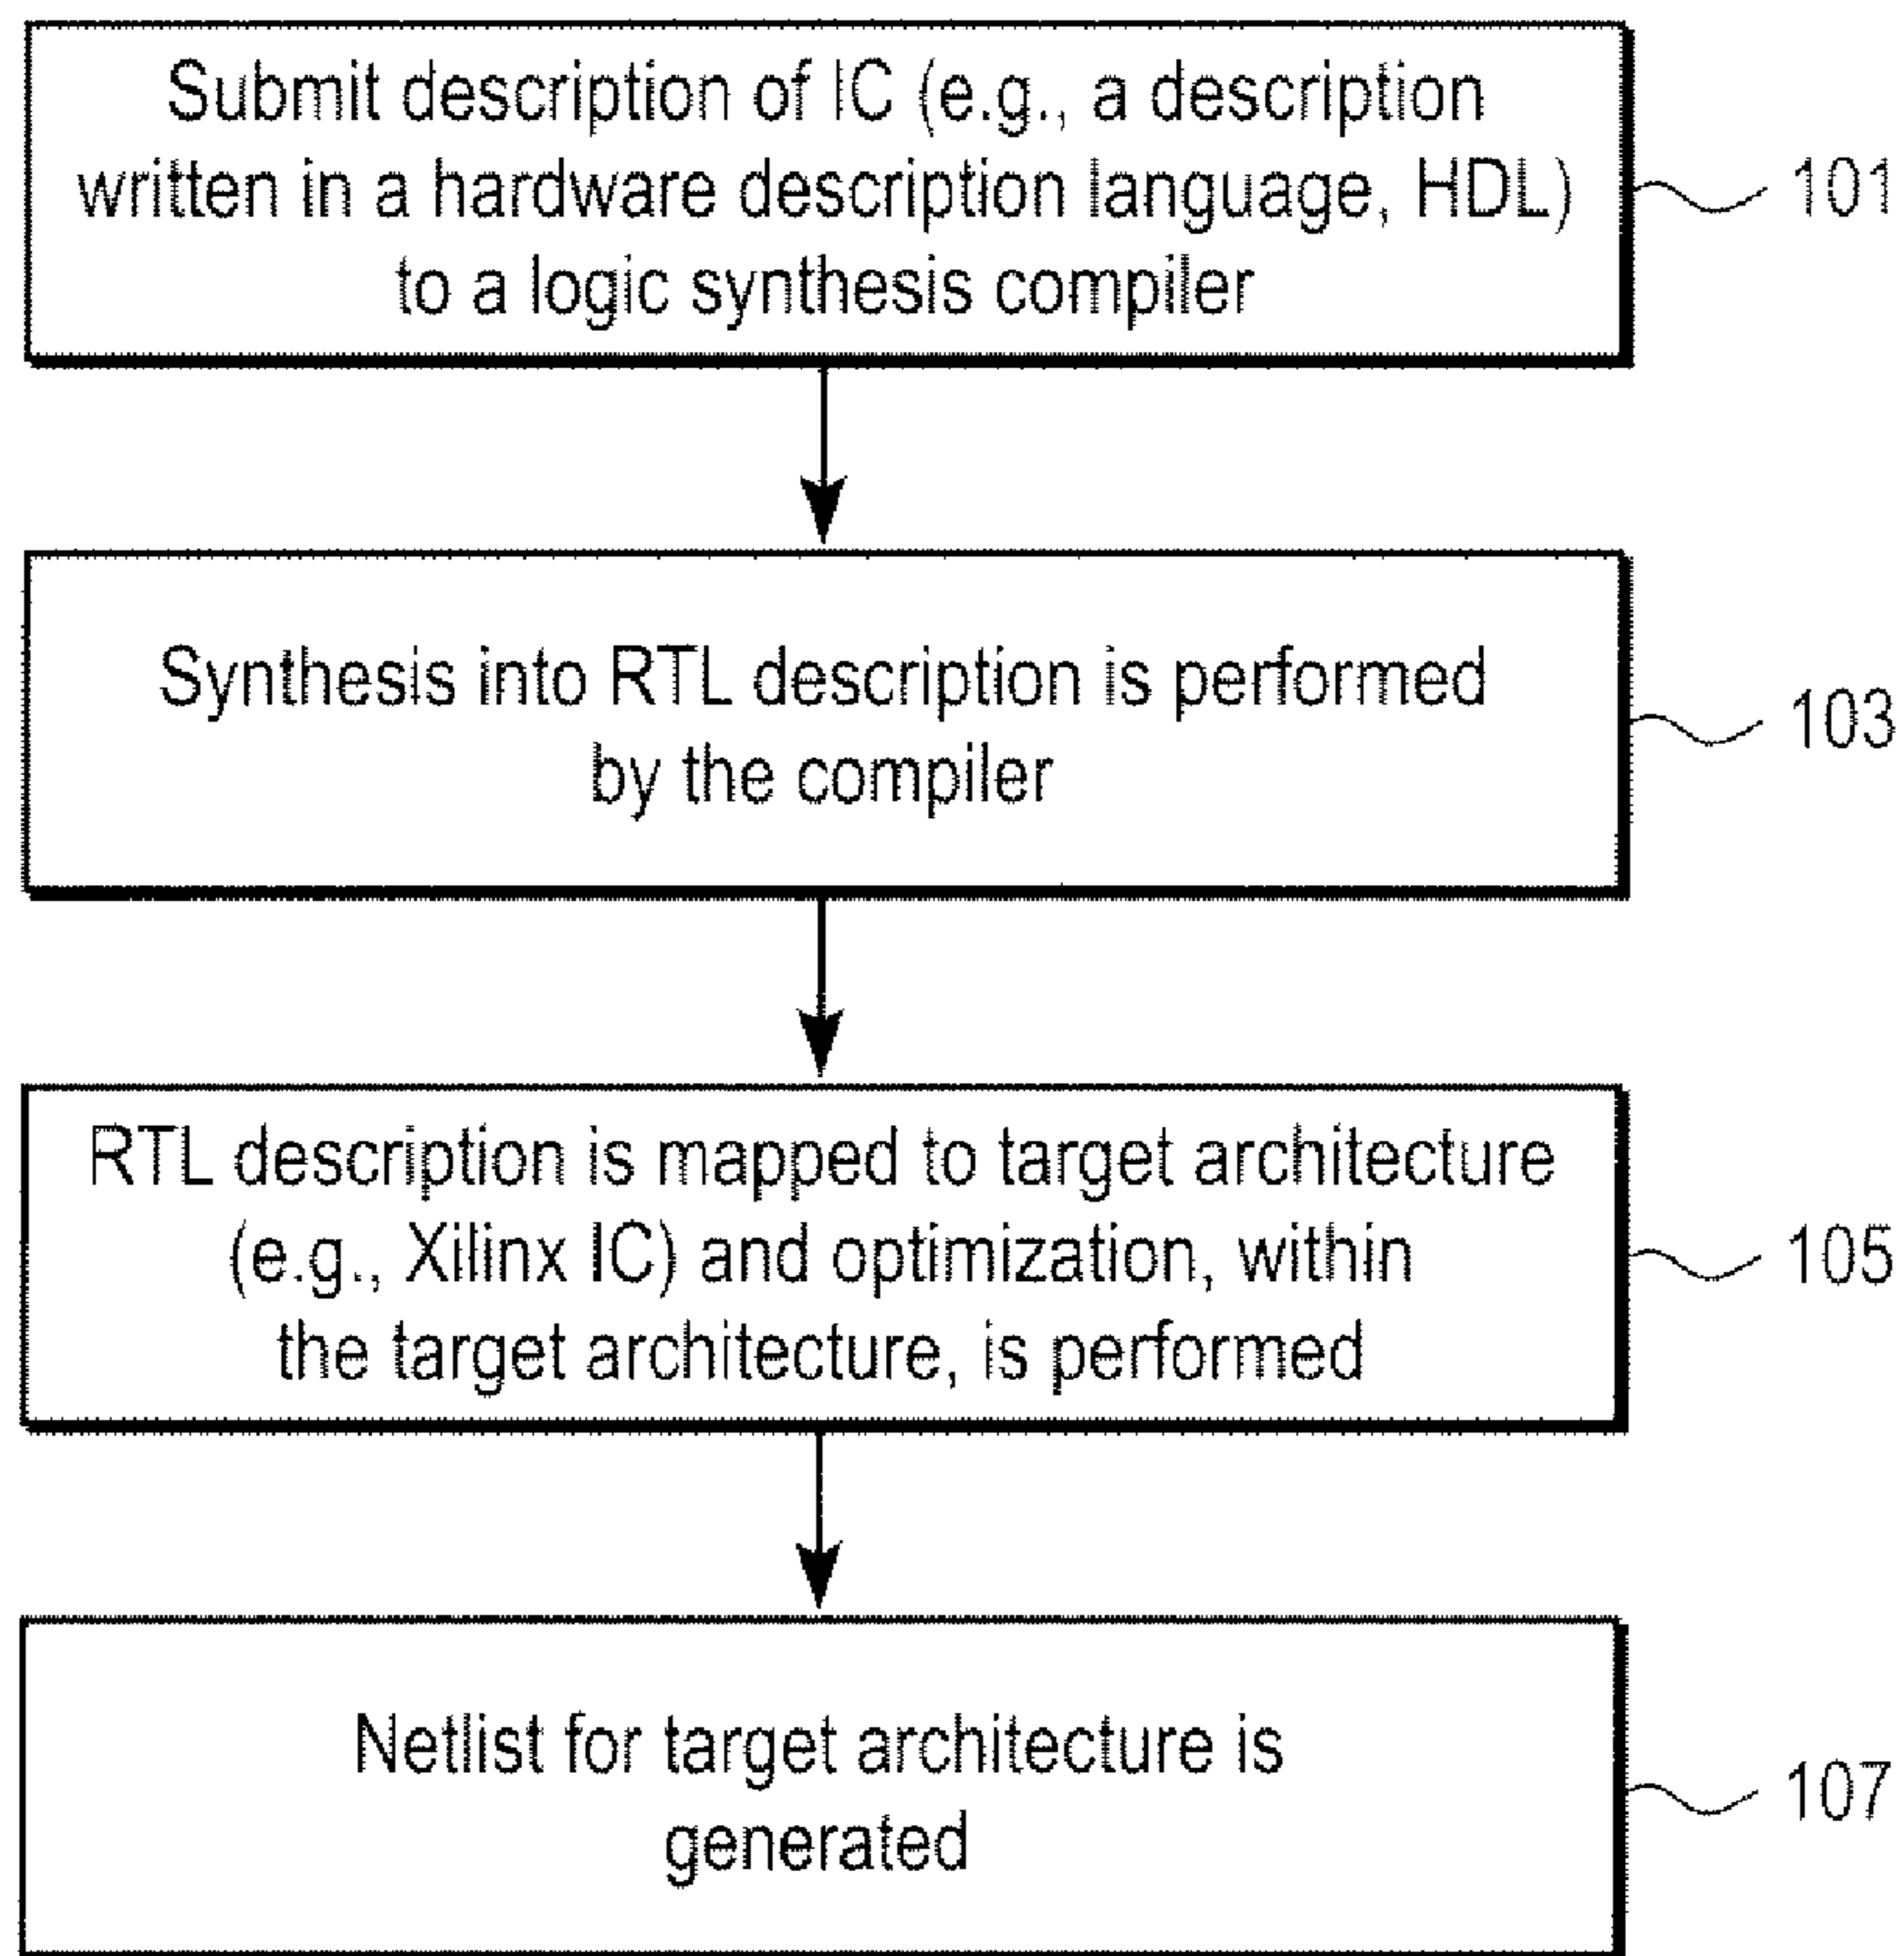 Submit description of IC (e.g., a description
written in a hardware description language, HDL)
to a logic synthesis compiler
101
Synthesis into RTL description is performed
by the compiler
103
RTL description is mapped to target architecture
(e.g., Xilinx IC) and optimization, within
the target architecture, is performed
105
Netlist for target architecture is
generated
107